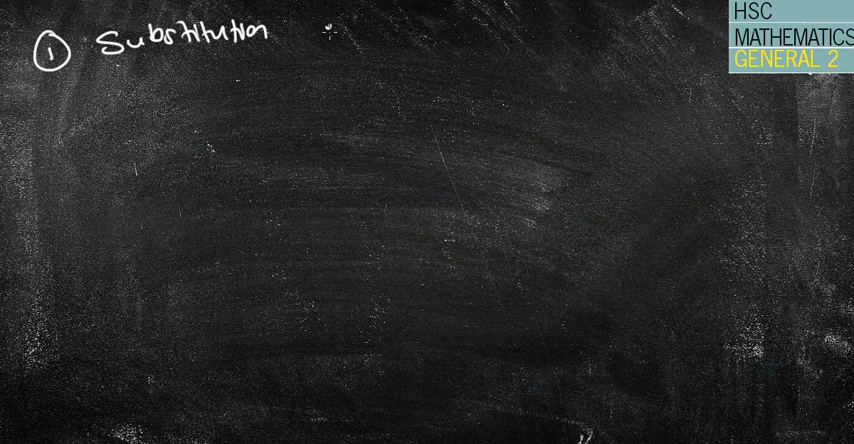 ① Substitution
HSC
MATHEMATICS
GENERAL 2